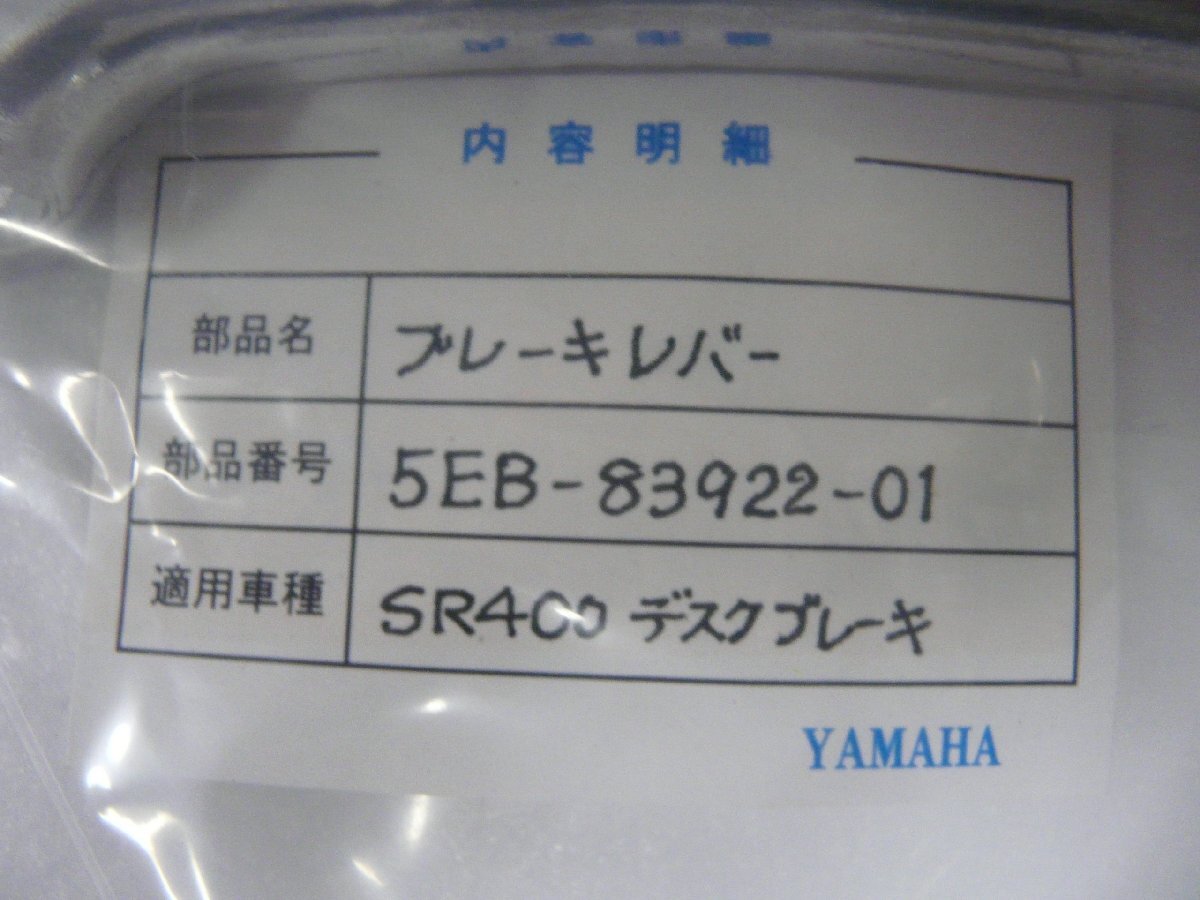 内容明細
部品名 ブレーキレバー
部品番号 5EB-83922-01
適用車種 SR400 デスクブレーキ
YAMAHA